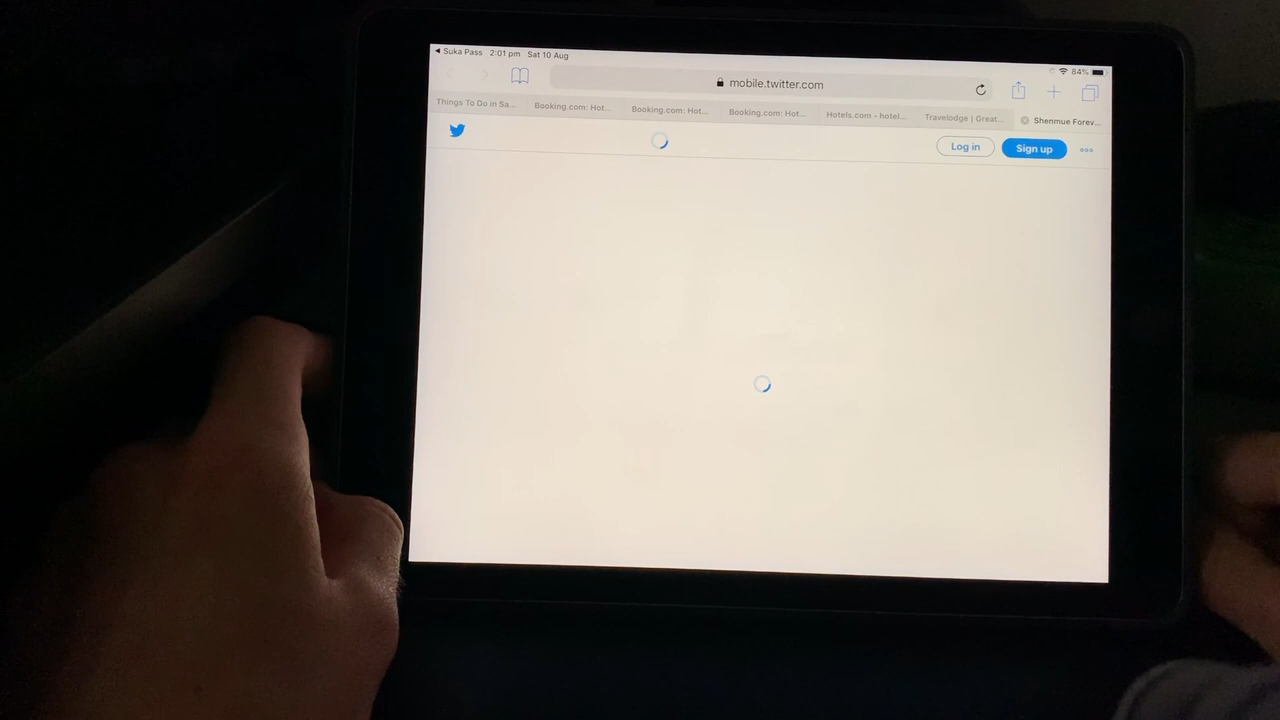 ◀ Suka Pass 2:01 pm Sat 10 Aug 84%
mobile.twitter.com
Things To Do in Sa... Booking.com: Hot... Booking.com: Hot... Booking.com: Hot... Hotels.com - hotel... Travelodge | Great... Shenmue Forev...
Log in Sign up